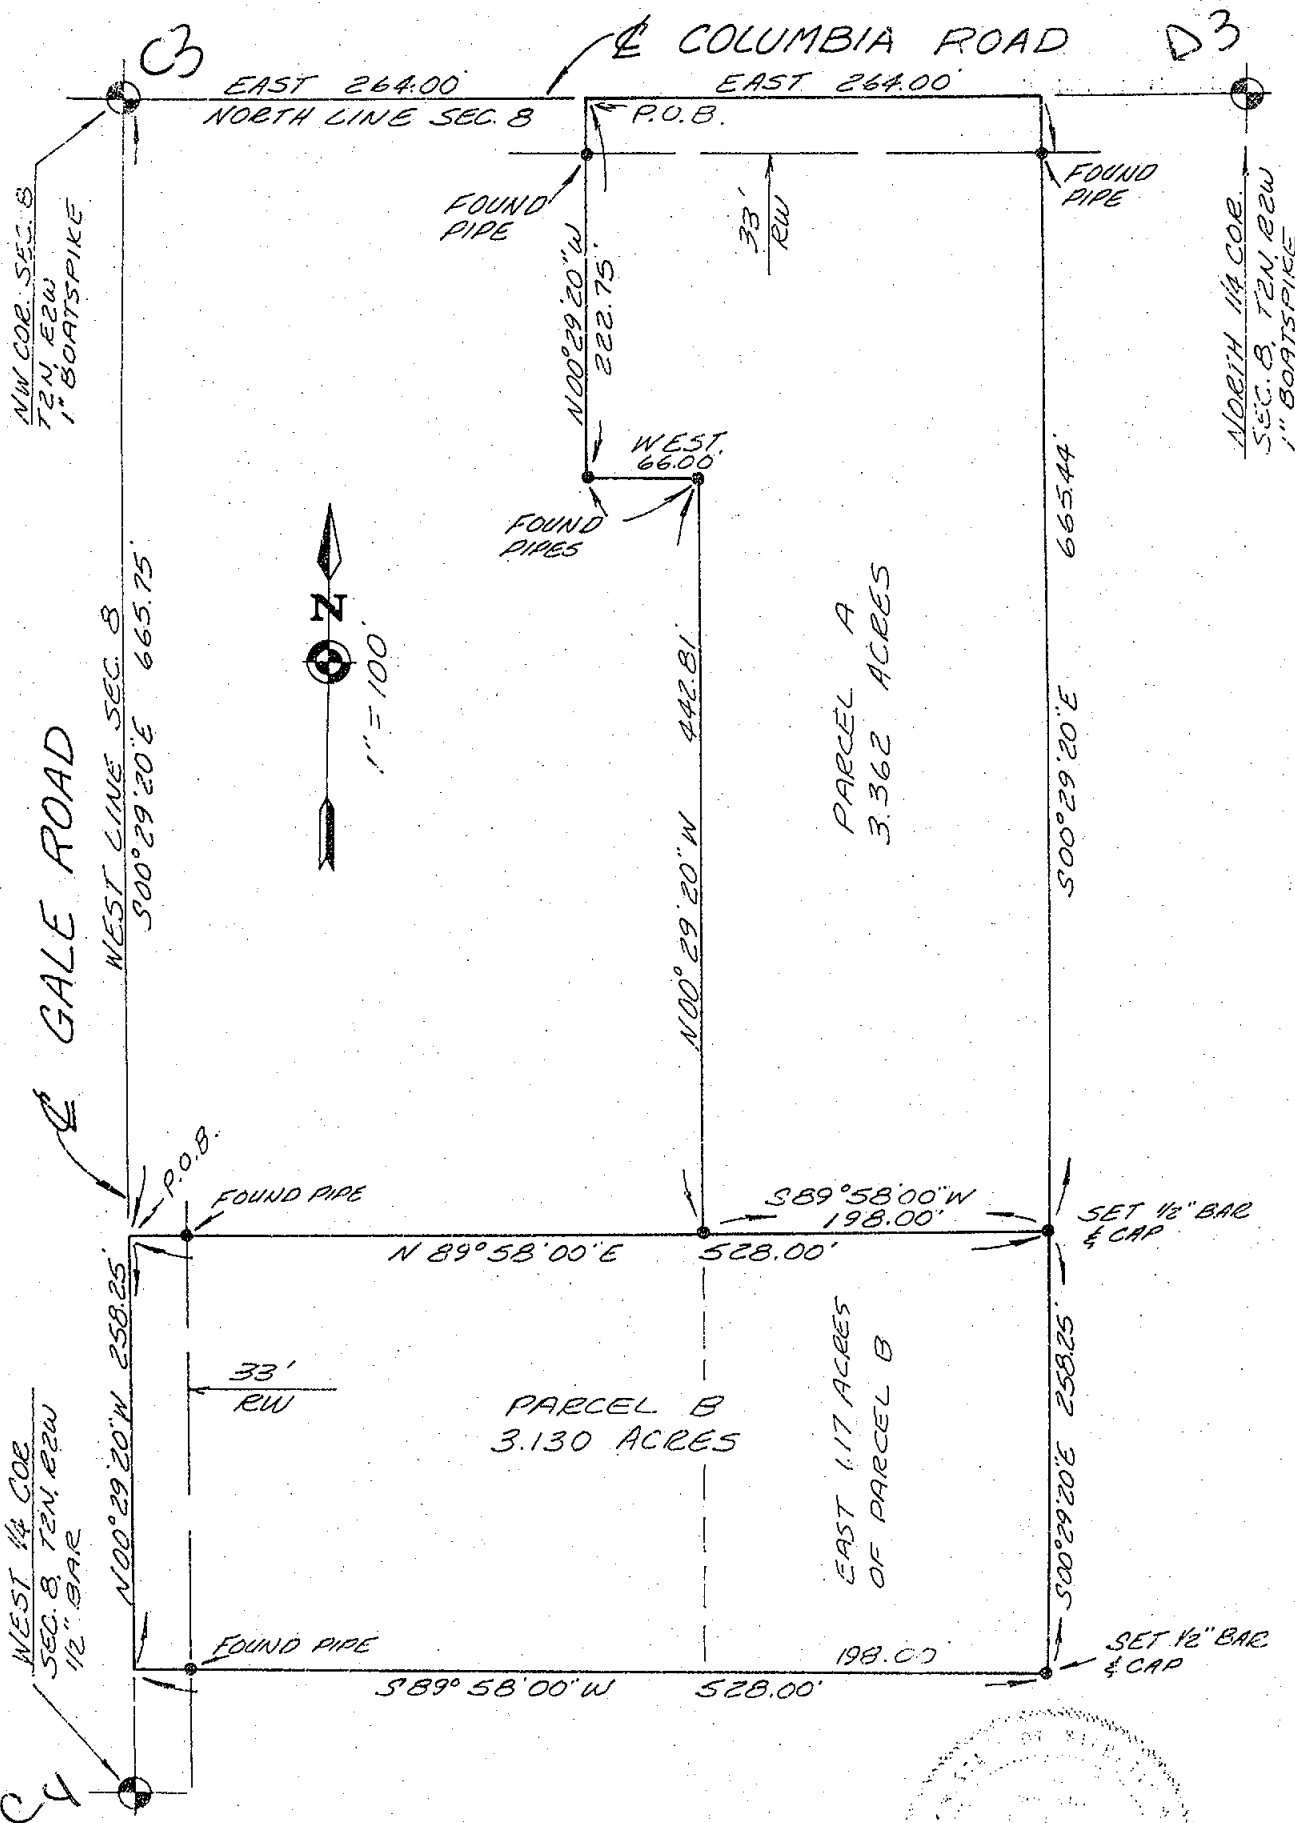 C3
℄ COLUMBIA ROAD
D3
EAST 264.00'
NORTH LINE SEC. 8
EAST 264.00'
P.O.B.
NW COR. SEC. 8
T2N, E2W
1" BOATSPIKE
FOUND
PIPE
33'
RW
FOUND
PIPE
NORTH 1/4 COR.
SEC. 8, T2N, R2W
1" BOATSPIKE
N00°29'20"W
222.75'
WEST
66.00'
FOUND
PIPES
N
1" = 100'
℄ GALE ROAD
WEST LINE SEC. 8
S00°29'20"E 665.75'
N00°29'20"W 442.81'
PARCEL A
3.362 ACRES
S00°29'20"E 665.44'
P.O.B.
FOUND PIPE
S89°58'00"W
198.00'
SET 1/2" BAR
& CAP
N 89°58'00"E 528.00'
N00°29'20"W 258.25'
33'
RW
PARCEL B
3.130 ACRES
EAST 1.17 ACRES
OF PARCEL B
S00°29'20"E 258.25'
WEST 1/4 COR
SEC. 8, T2N, R2W
1/2" BAR
FOUND PIPE
198.00'
SET 1/2" BAR
& CAP
S89°58'00"W 528.00'
C4